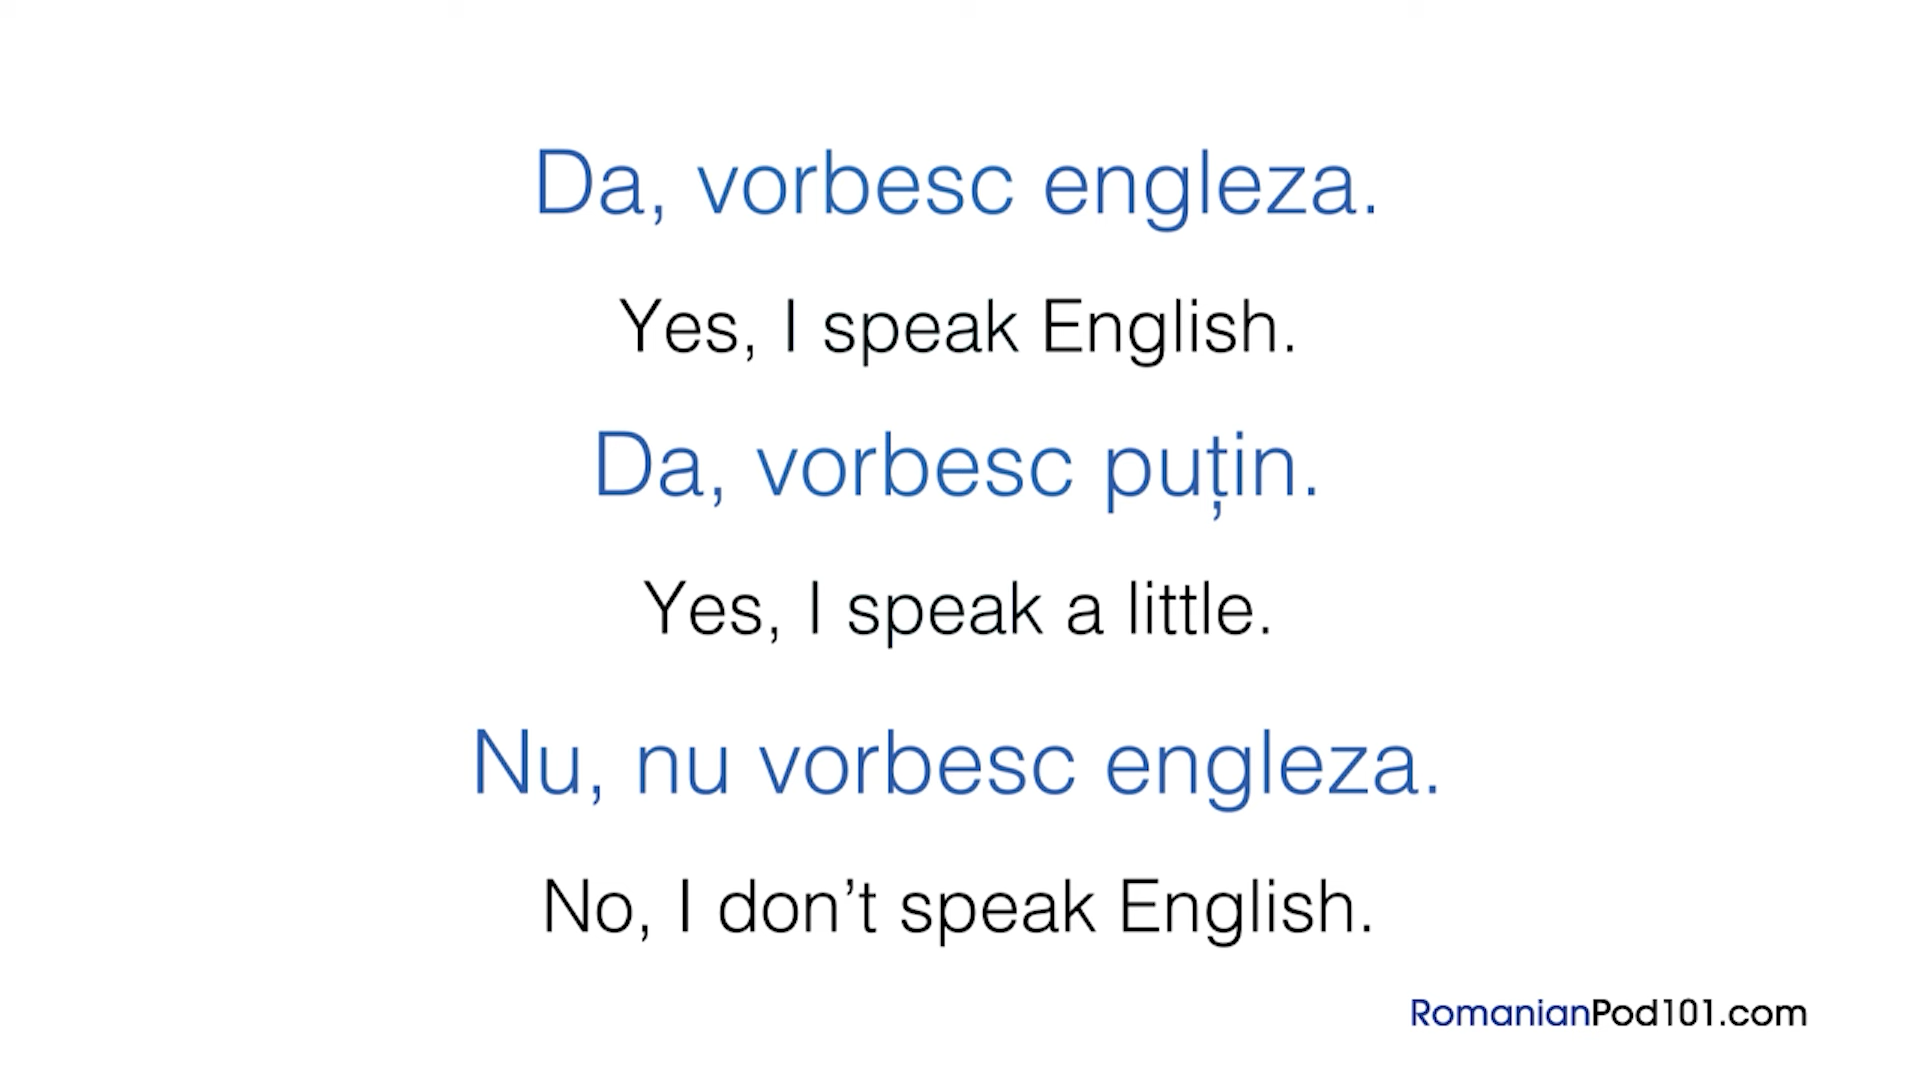 Da, vorbesc engleza.
Yes, I speak English.
Da, vorbesc puțin.
Yes, I speak a little.
Nu, nu vorbesc engleza.
No, I don’t speak English.
RomanianPod101.com